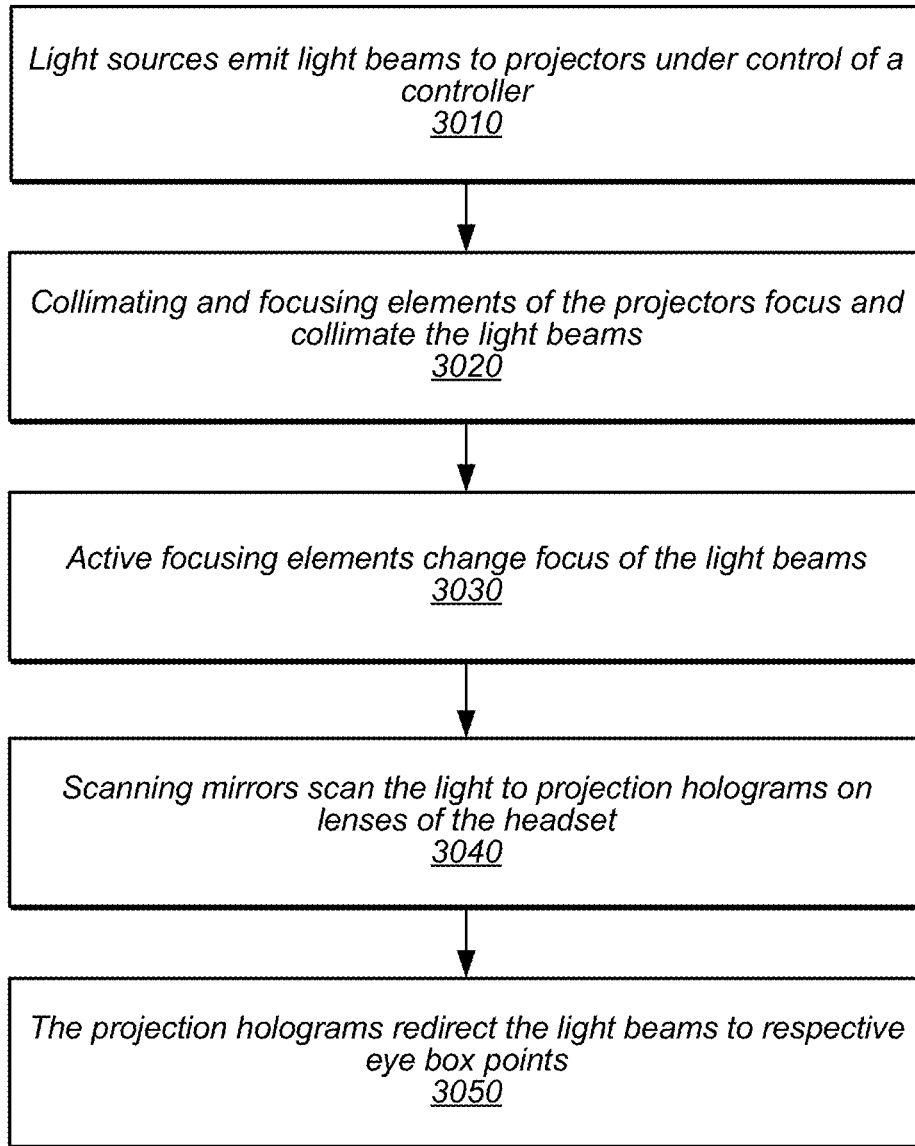 Light sources emit light beams to projectors under control of a
controller
3010
Collimating and focusing elements of the projectors focus and
collimate the light beams
3020
Active focusing elements change focus of the light beams
3030
Scanning mirrors scan the light to projection holograms on
lenses of the headset
3040
The projection holograms redirect the light beams to respective
eye box points
3050